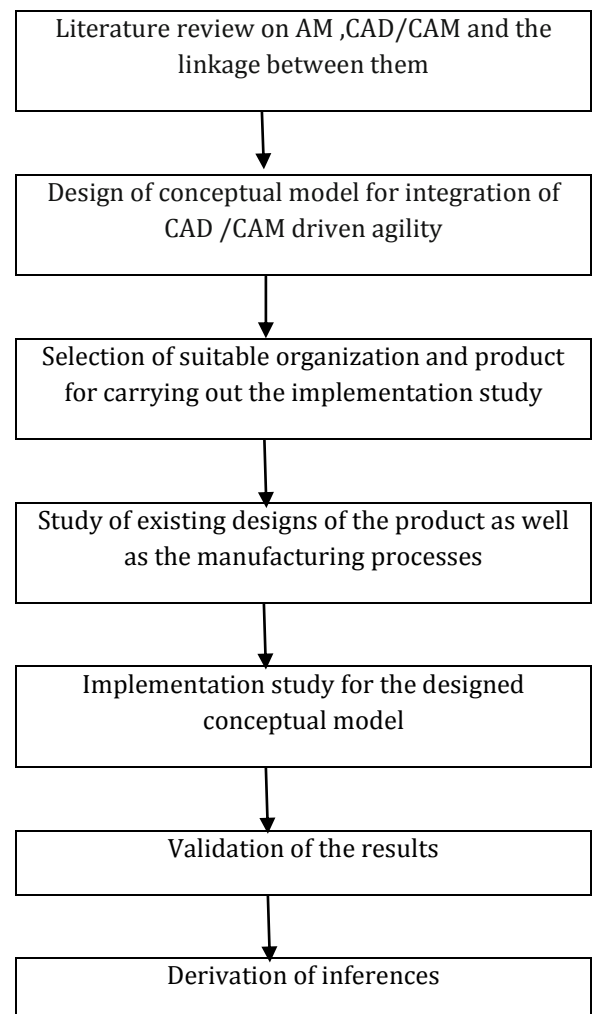 Literature review on AM ,CAD/CAM and the
linkage between them
Design of conceptual model for integration of
CAD /CAM driven agility
Selection of suitable organization and product
for carrying out the implementation study
Study of existing designs of the product as well
as the manufacturing processes
Implementation study for the designed
conceptual model
Validation of the results
Derivation of inferences